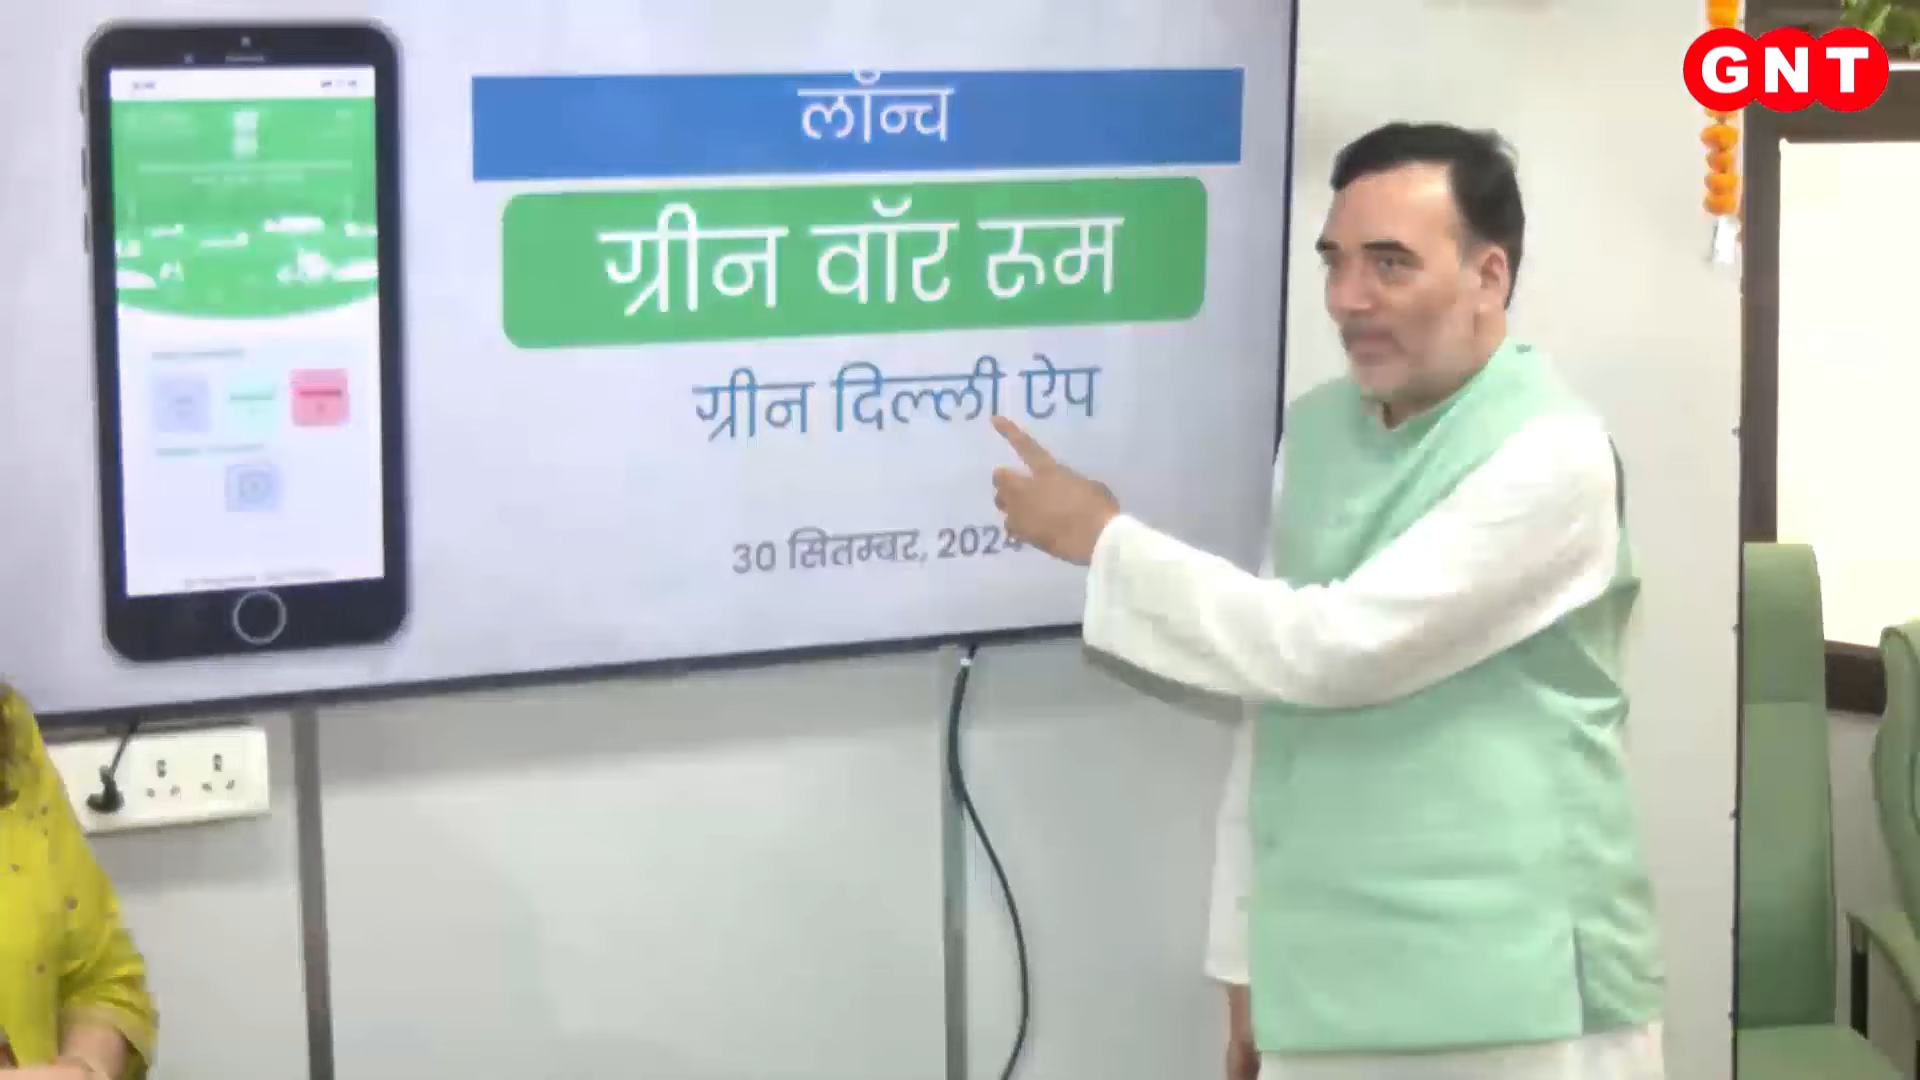 GNT
लॉन्च
ग्रीन वॉर रूम
ग्रीन दिल्ली ऐप
30 सितम्बर, 2024